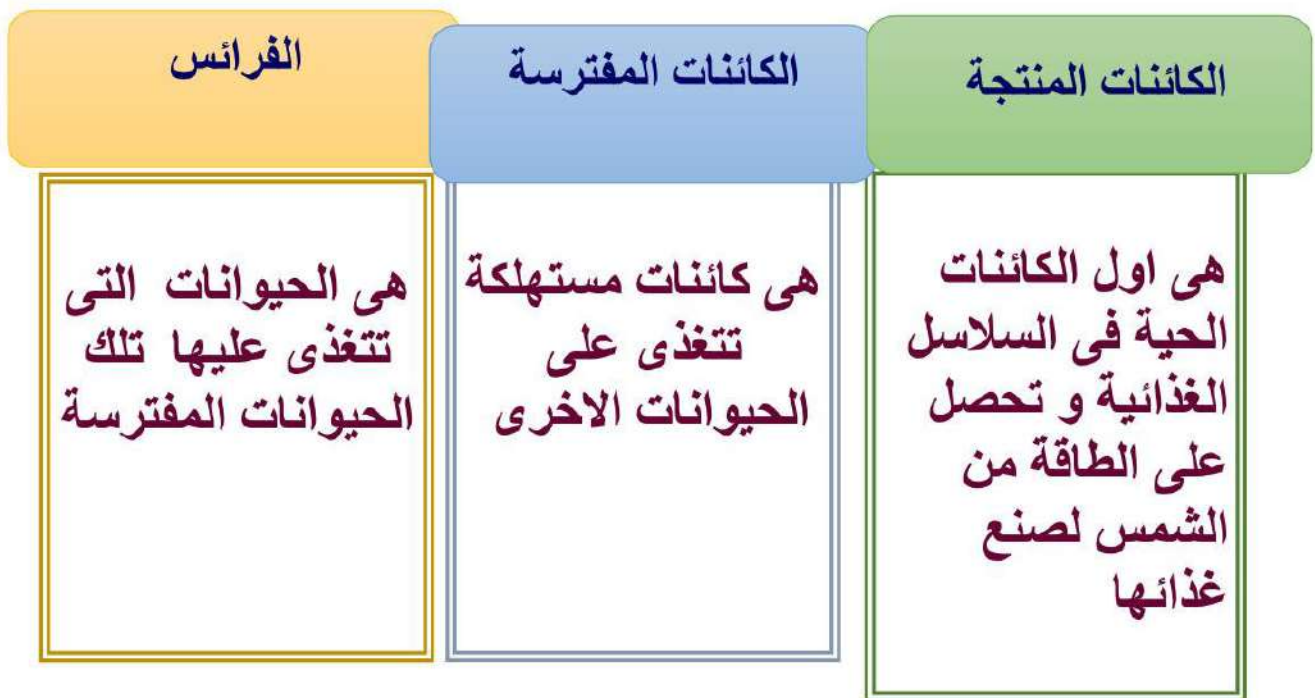 الكائنات المنتجة
هى اول الكائنات
الحية فى السلاسل
الغذائية و تحصل
على الطاقة من
الشمس لصنع
غذائها
الكائنات المفترسة
هى كائنات مستهلكة
تتغذى على
الحيوانات الاخرى
الفرائس
هى الحيوانات التى
تتغذى عليها تلك
الحيوانات المفترسة